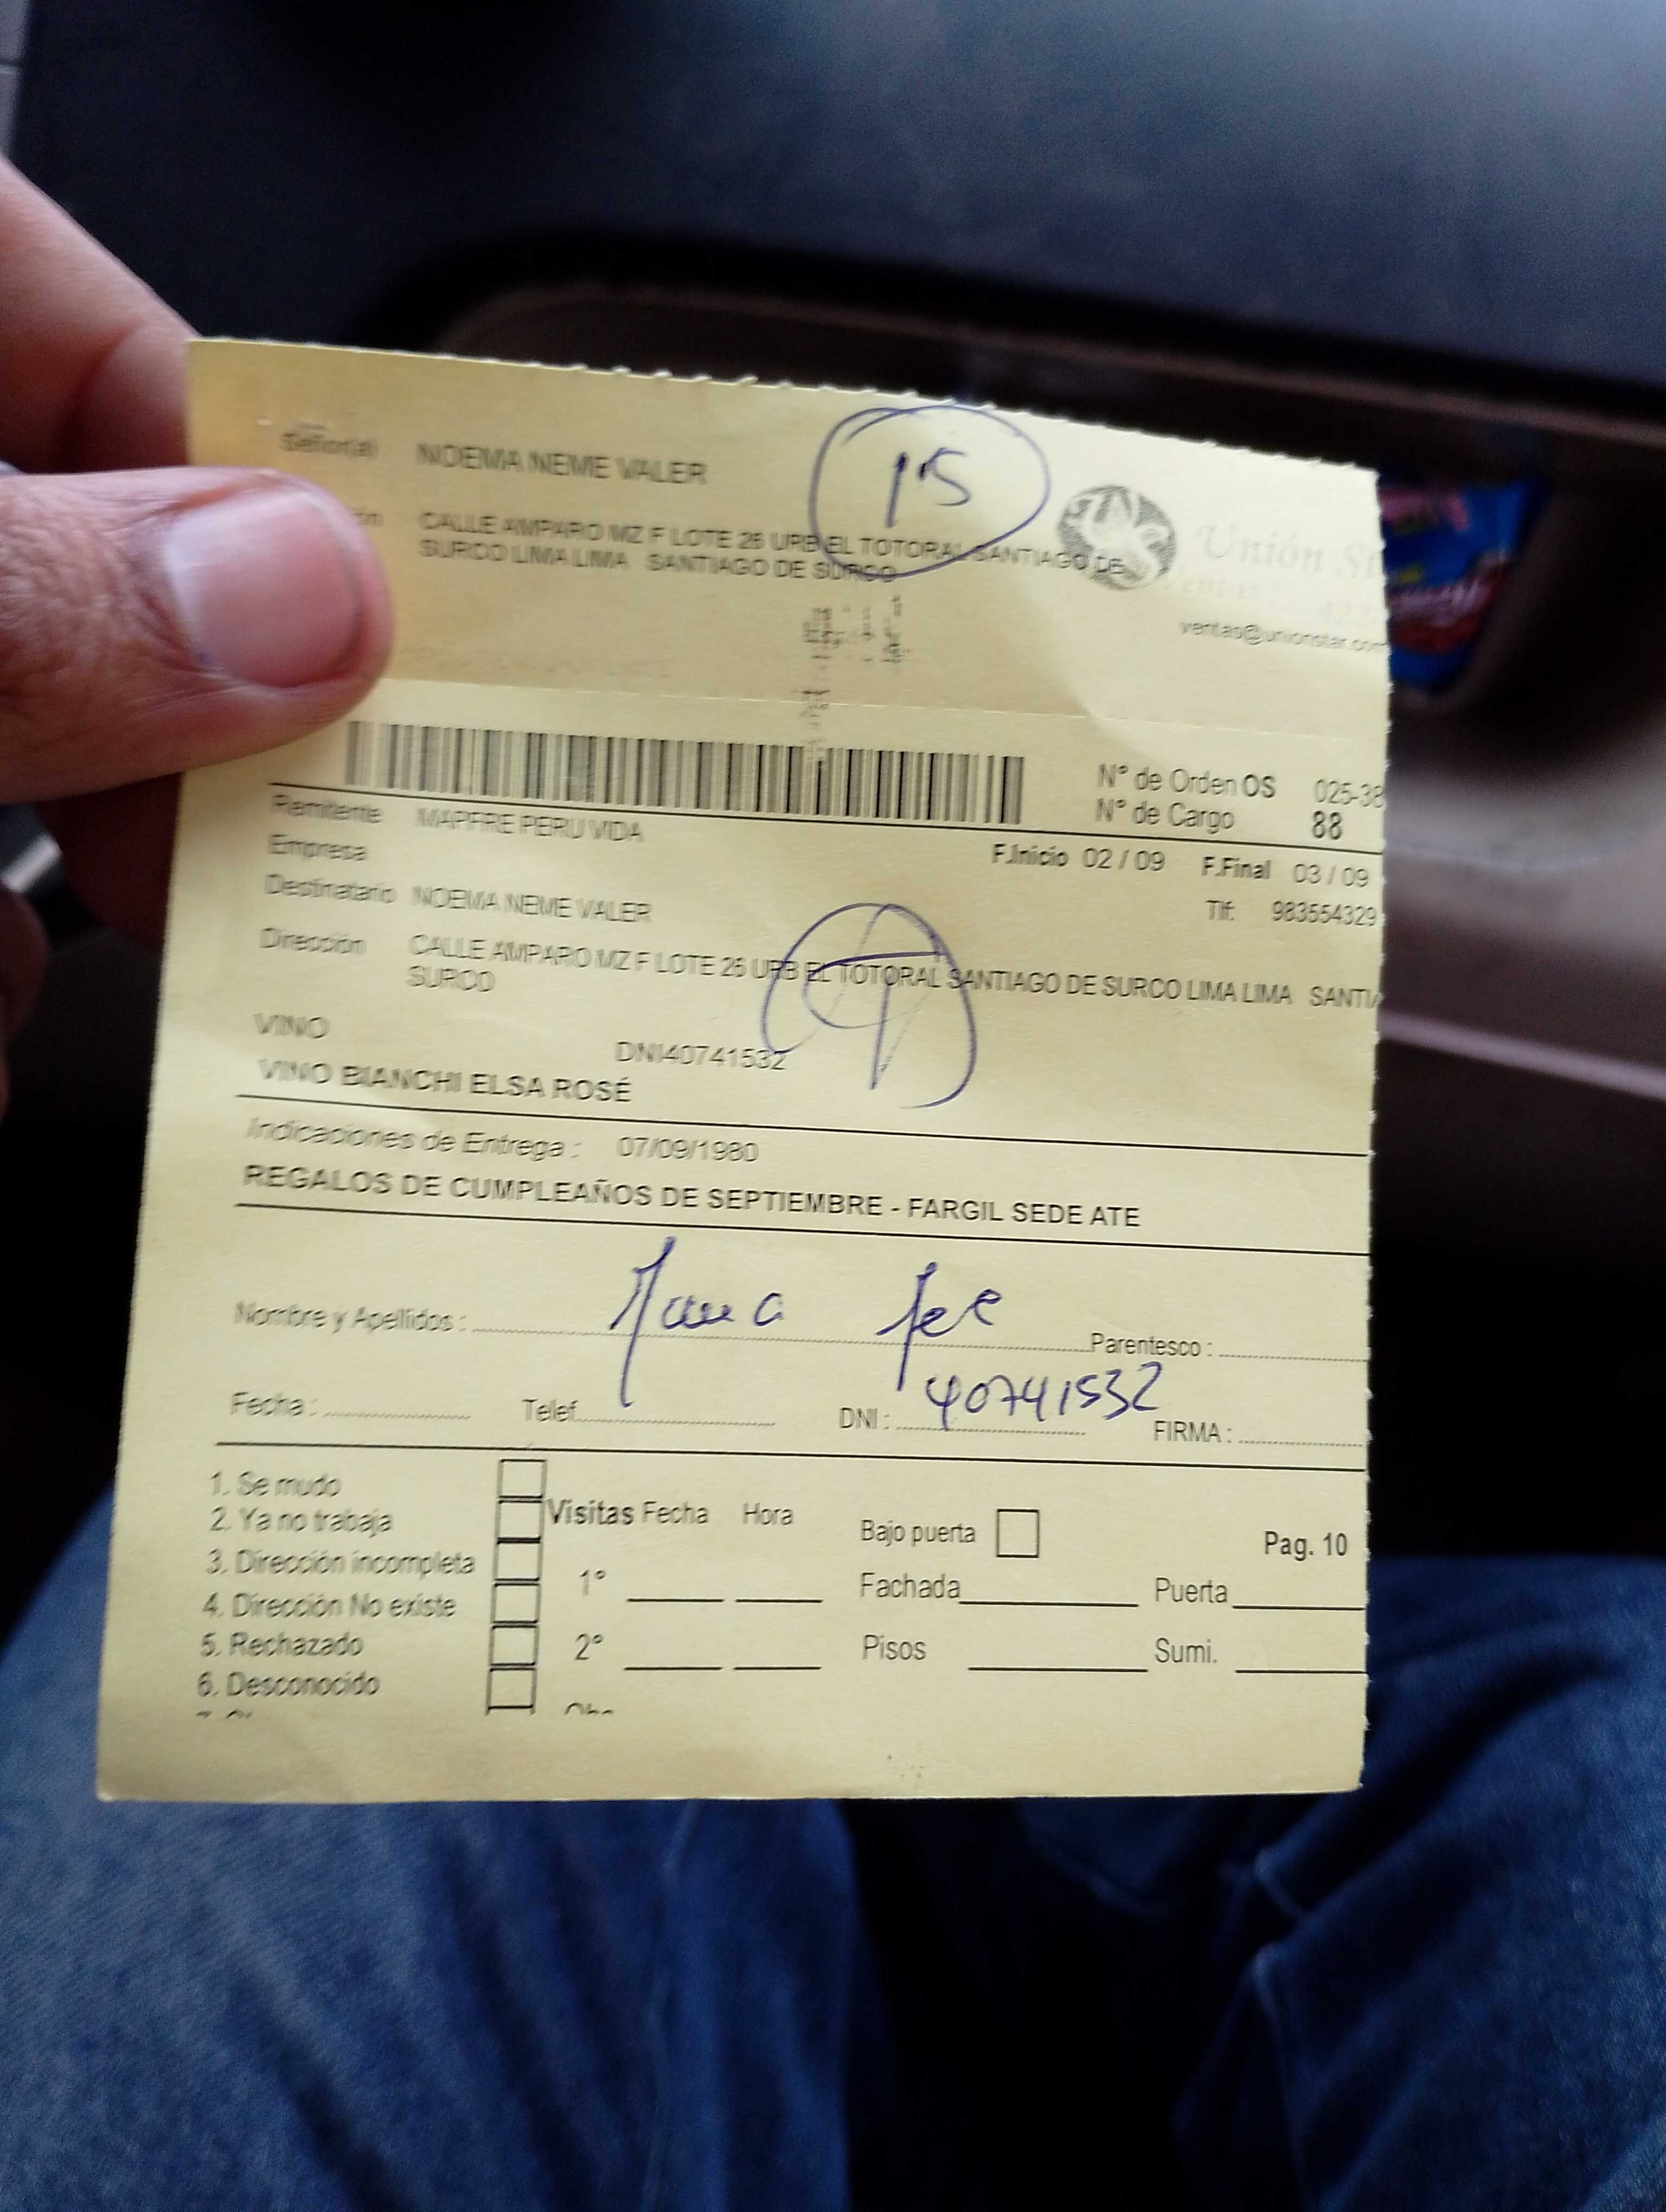 Señor(a) NOEMA NEME VALER
15
CALLE AMPARO MZ F LOTE 26 URB EL TOTORAL SANTIAGO DE
SURCO LIMA LIMA SANTIAGO DE SURCO
Unión
ventas@unionstar.com
N° de Orden OS 025-38
N° de Cargo 88
Remitente MAPFRE PERU VIDA
F.Inicio 02 / 09 F.Final 03 / 09
Empresa
Tlf: 983554329
Destinatario NOEMA NEME VALER
Dirección CALLE AMPARO MZ F LOTE 26 URB EL TOTORAL SANTIAGO DE SURCO LIMA LIMA SANTIA
SURCO
VINO
DNI40741532
VINO BIANCHI ELSA ROSÉ
Indicaciones de Entrega : 07/09/1980
REGALOS DE CUMPLEAÑOS DE SEPTIEMBRE - FARGIL SEDE ATE
Nombre y Apellidos : Parentesco :
Fecha : Telef. DNI : 40741532 FIRMA :
1. Se mudo
2. Ya no trabaja
3. Dirección incompleta
4. Dirección No existe
5. Rechazado
6. Desconocido
Visitas Fecha Hora
1°
2°
Bajo puerta
Pag. 10
Fachada Puerta
Pisos Sumi.